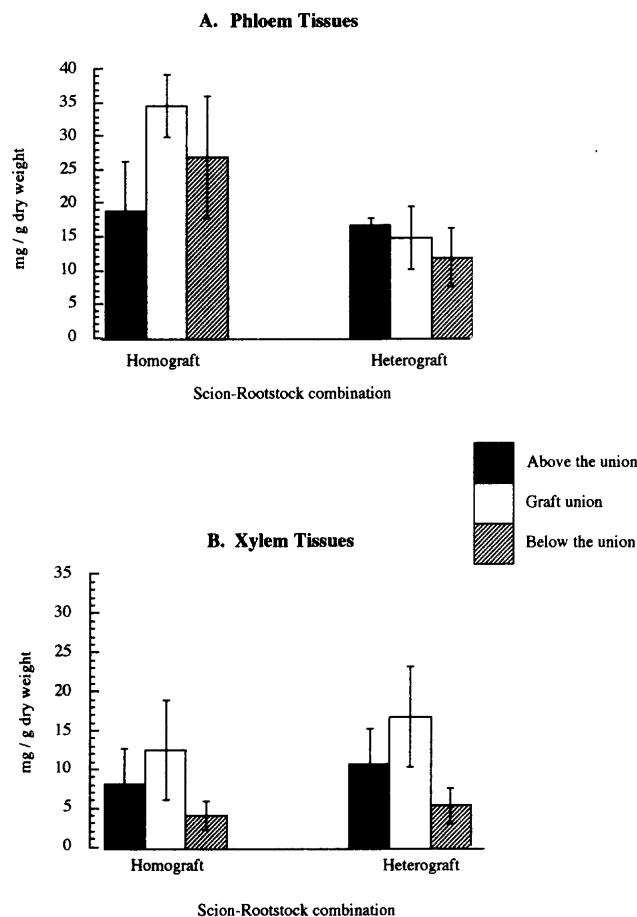 A. Phloem Tissues
40
35
30
25
20
15
10
5
0
mg / g dry weight
Homograft
Heterograft
Scion-Rootstock combination
Above the union
Graft union
Below the union
B. Xylem Tissues
35
30
25
20
15
10
5
0
mg / g dry weight
Homograft
Heterograft
Scion-Rootstock combination